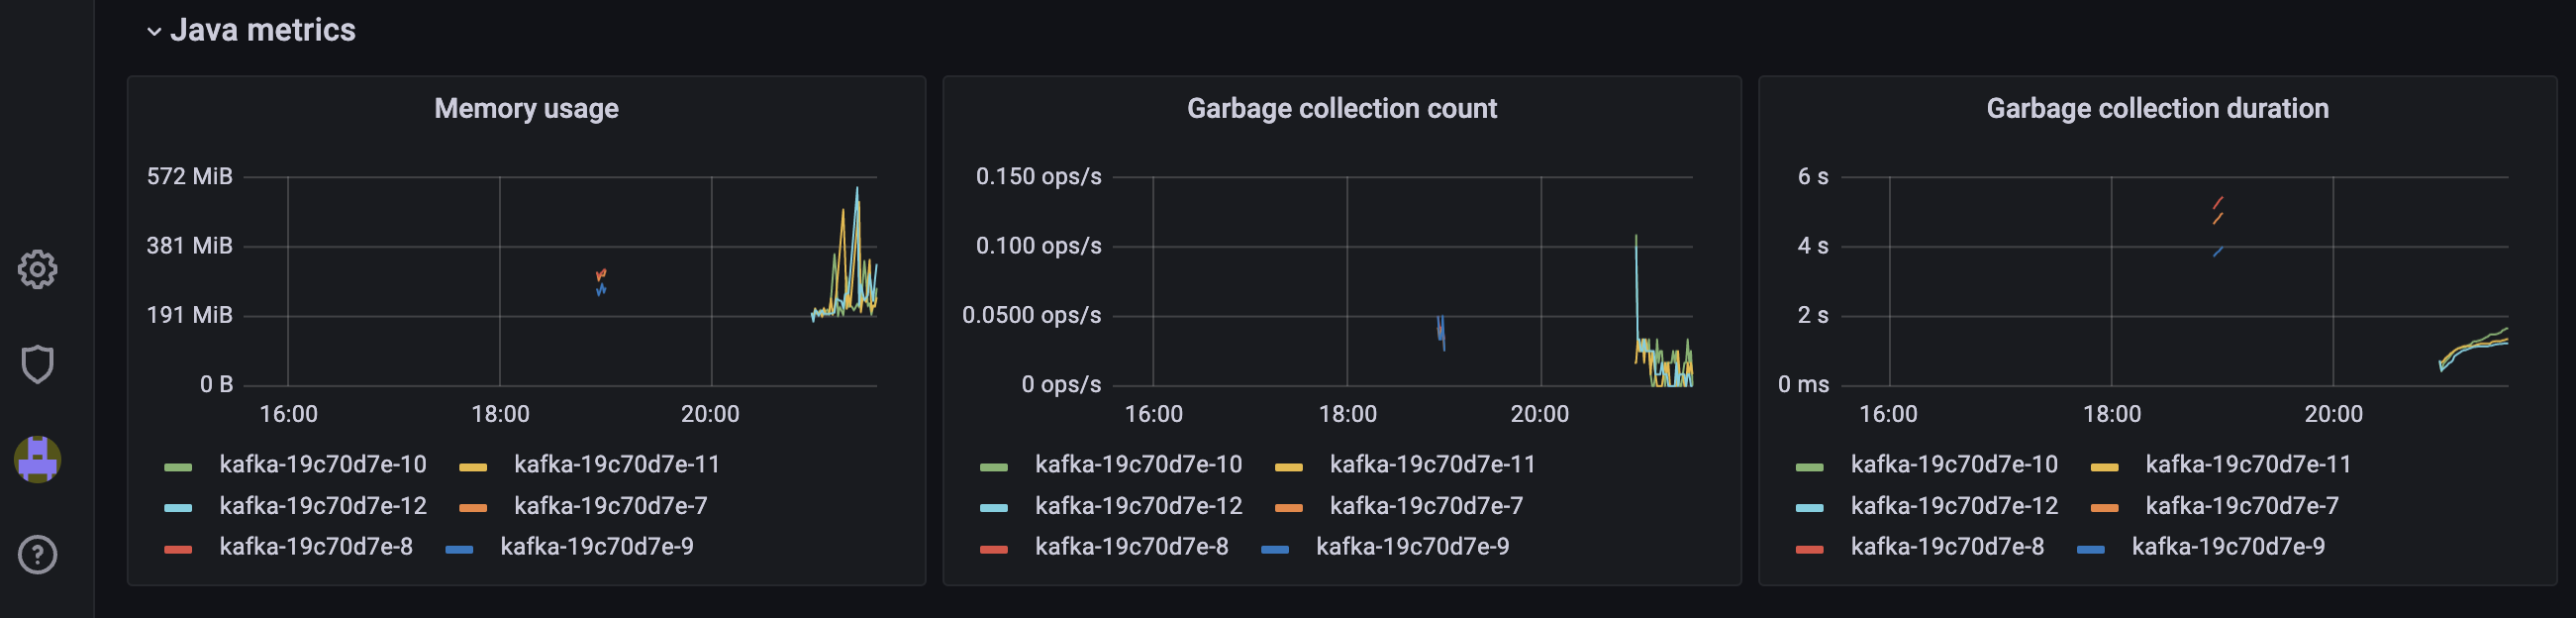 Java metrics
Memory usage
572 MiB
381 MiB
191 MiB
0 B
16:00 18:00 20:00
kafka-19c70d7e-10 kafka-19c70d7e-11
kafka-19c70d7e-12 kafka-19c70d7e-7
kafka-19c70d7e-8 kafka-19c70d7e-9
Garbage collection count
0.150 ops/s
0.100 ops/s
0.0500 ops/s
0 ops/s
16:00 18:00 20:00
kafka-19c70d7e-10 kafka-19c70d7e-11
kafka-19c70d7e-12 kafka-19c70d7e-7
kafka-19c70d7e-8 kafka-19c70d7e-9
Garbage collection duration
6 s
4 s
2 s
0 ms
16:00 18:00 20:00
kafka-19c70d7e-10 kafka-19c70d7e-11
kafka-19c70d7e-12 kafka-19c70d7e-7
kafka-19c70d7e-8 kafka-19c70d7e-9